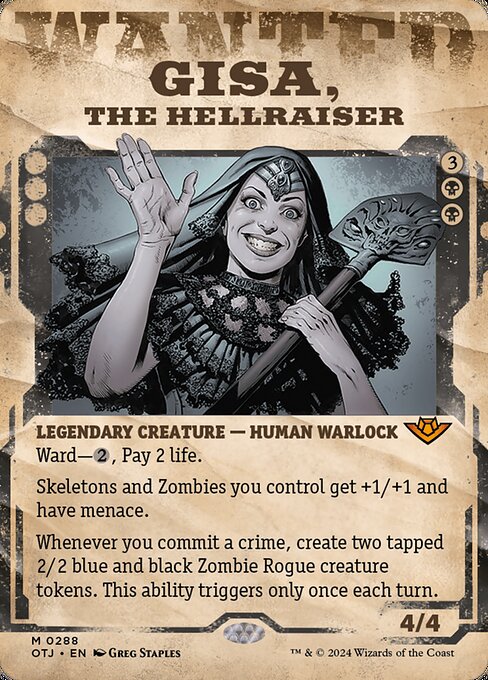 WANTED
GISA,
THE HELLRAISER
3
LEGENDARY CREATURE — HUMAN WARLOCK
Ward—2, Pay 2 life.
Skeletons and Zombies you control get +1/+1 and
have menace.
Whenever you commit a crime, create two tapped
2/2 blue and black Zombie Rogue creature
tokens. This ability triggers only once each turn.
4/4
M 0288
OTJ • EN Greg Staples
™ & © 2024 Wizards of the Coast